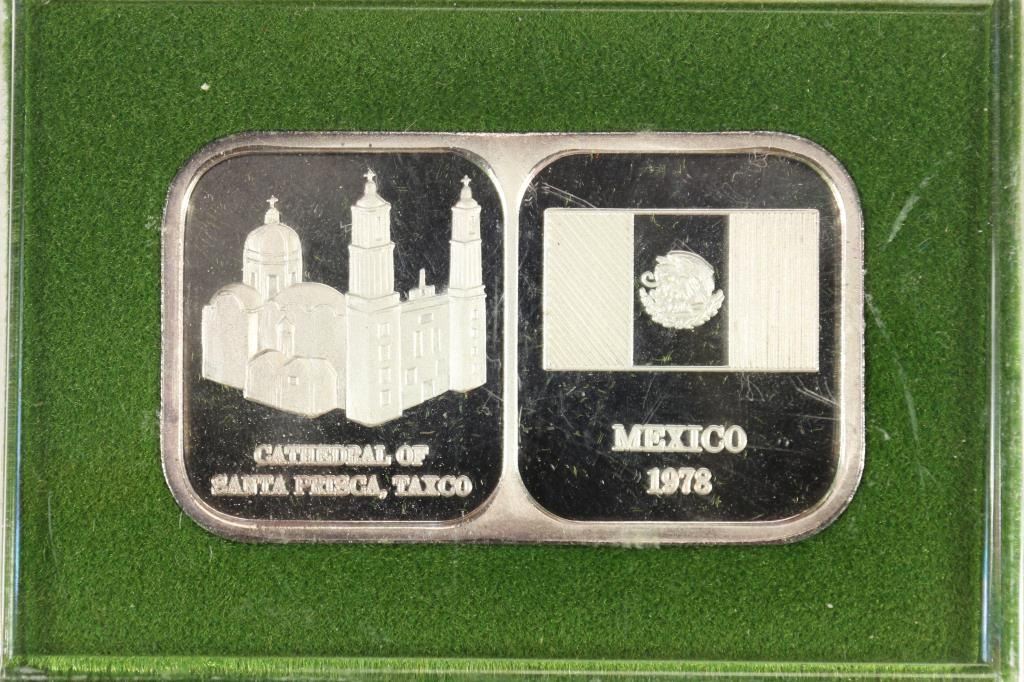 CATHEDRAL OF
SANTA PRISCA, TAXCO
MEXICO
1978